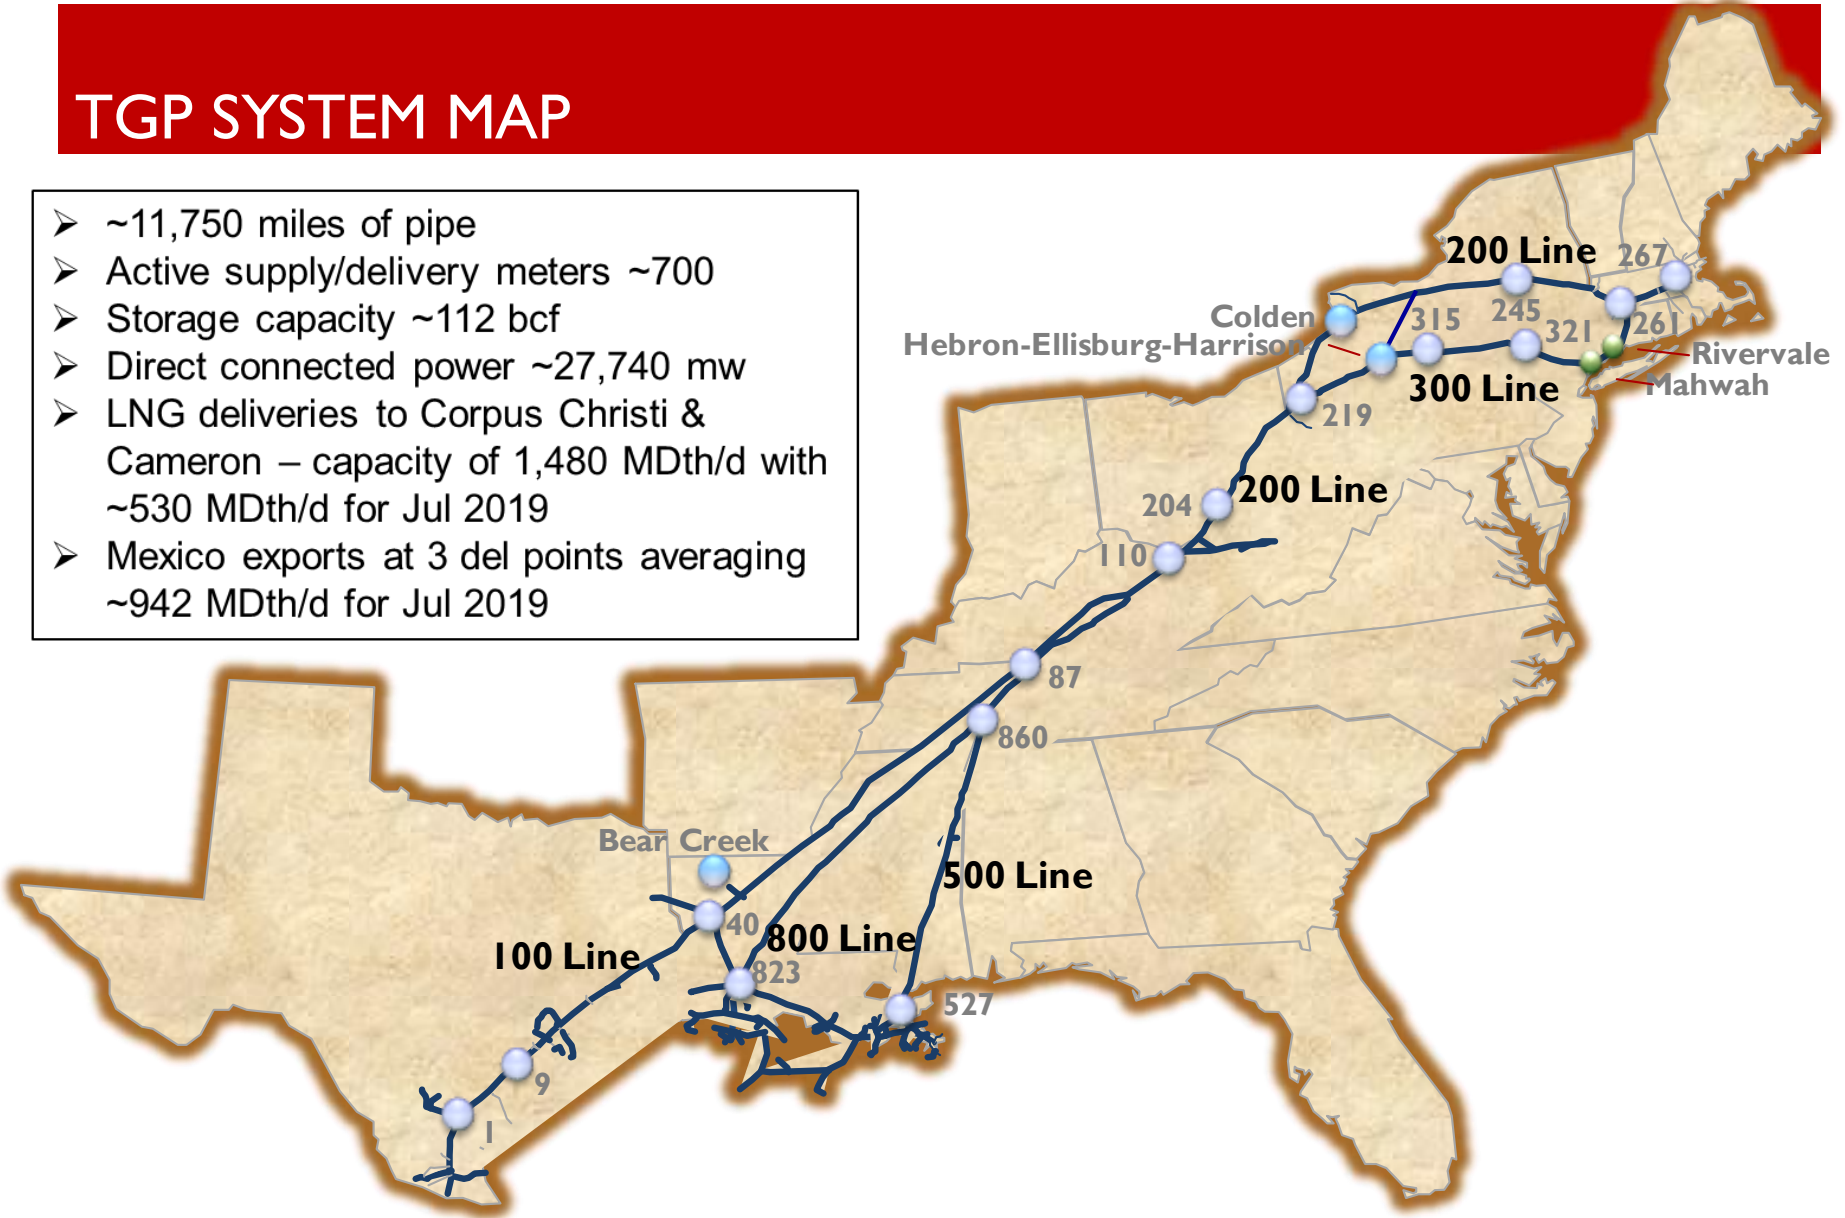 TGP SYSTEM MAP
➢ ~11,750 miles of pipe
➢ Active supply/delivery meters ~700
➢ Storage capacity ~112 bcf
➢ Direct connected power ~27,740 mw
➢ LNG deliveries to Corpus Christi &
Cameron – capacity of 1,480 MDth/d with
~530 MDth/d for Jul 2019
➢ Mexico exports at 3 del points averaging
~942 MDth/d for Jul 2019
200 Line
267
Colden
315
245
321
261
Hebron-Ellisburg-Harrison
Rivervale
Mahwah
300 Line
219
200 Line
204
110
87
860
Bear Creek
500 Line
40
800 Line
100 Line
823
527
9
1